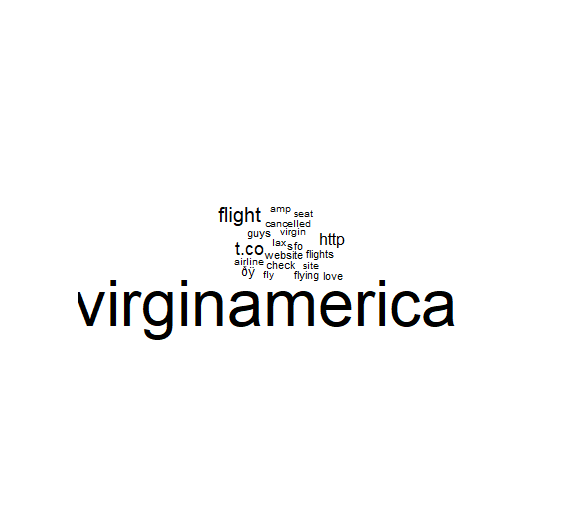 flight amp seat
cancelled
guys virgin http
lax sfo
t.co website flights
airline check site
ðÿ fly flying love
virginamerica